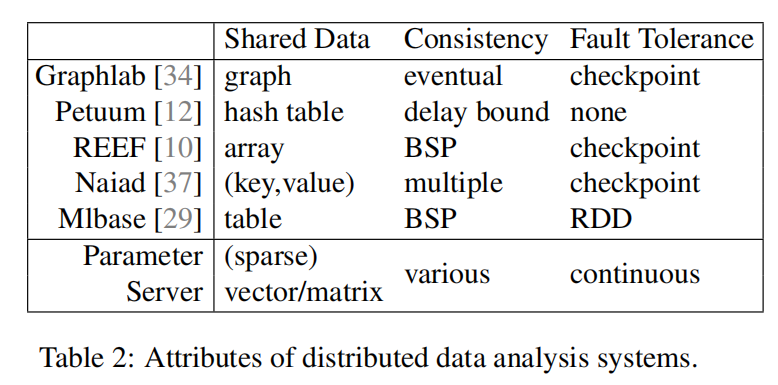 Shared Data Consistency Fault Tolerance
Graphlab [34] graph eventual checkpoint
Petuum [12] hash table delay bound none
REEF [10] array BSP checkpoint
Naiad [37] (key,value) multiple checkpoint
Mlbase [29] table BSP RDD
Parameter (sparse)
various continuous
Server vector/matrix
Table 2: Attributes of distributed data analysis systems.